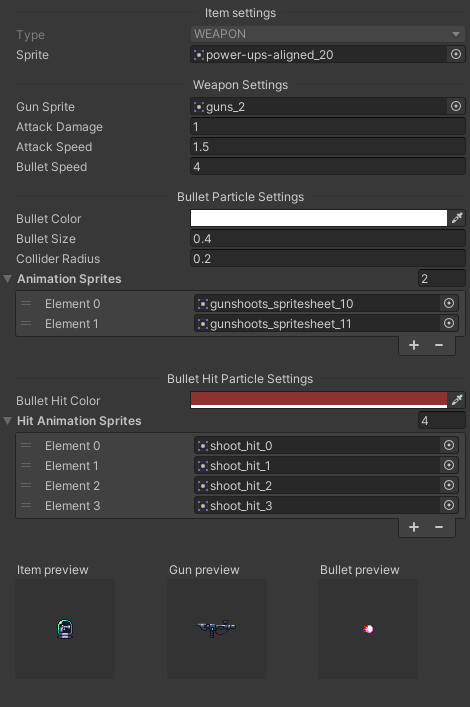 Item settings
Type WEAPON
Sprite power-ups-aligned_20
Weapon Settings
Gun Sprite guns_2
Attack Damage 1
Attack Speed 1.5
Bullet Speed 4
Bullet Particle Settings
Bullet Color
Bullet Size 0.4
Collider Radius 0.2
Animation Sprites 2
Element 0 gunshoots_spritesheet_10
Element 1 gunshoots_spritesheet_11
+ −
Bullet Hit Particle Settings
Bullet Hit Color
Hit Animation Sprites 4
Element 0 shoot_hit_0
Element 1 shoot_hit_1
Element 2 shoot_hit_2
Element 3 shoot_hit_3
+ −
Item preview Gun preview Bullet preview